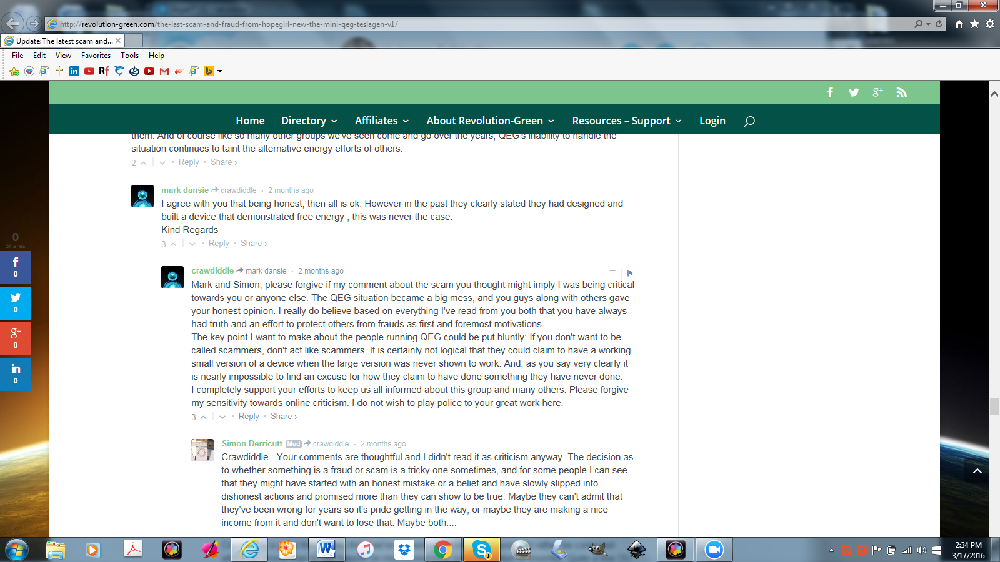 http://revolution-green.com/the-last-scam-and-fraud-from-hopegirl-new-the-mini-qeg-teslagen-v1/
Update:The latest scam and...
File Edit View Favorites Tools Help
Home Directory Affiliates About Revolution-Green Resources – Support Login
them. And of course like so many other groups we've seen come and go over the years, QEG's inability to handle the
situation continues to taint the alternative energy efforts of others.
2 • Reply • Share ›
mark dansie crawdiddle • 2 months ago
I agree with you that being honest, then all is ok. However in the past they clearly stated they had designed and
built a device that demonstrated free energy , this was never the case.
Kind Regards
3 • Reply • Share ›
0
Shares
0
0
0
0
crawdiddle mark dansie • 2 months ago
Mark and Simon, please forgive if my comment about the scam you thought might imply I was being critical
towards you or anyone else. The QEG situation became a big mess, and you guys along with others gave
your honest opinion. I really do believe based on everything I've read from you both that you have always
had truth and an effort to protect others from frauds as first and foremost motivations.
The key point I want to make about the people running QEG could be put bluntly: If you don't want to be
called scammers, don't act like scammers. It is certainly not logical that they could claim to have a working
small version of a device when the large version was never shown to work. And, as you say very clearly it
is nearly impossible to find an excuse for how they claim to have done something they have never done.
I completely support your efforts to keep us all informed about this group and many others. Please forgive
my sensitivity towards online criticism. I do not wish to play police to your great work here.
3 • Reply • Share ›
Simon Derricutt Mod crawdiddle • 2 months ago
Crawdiddle - Your comments are thoughtful and I didn't read it as criticism anyway. The decision as
to whether something is a fraud or scam is a tricky one sometimes, and for some people I can see
that they might have started with an honest mistake or a belief and have slowly slipped into
dishonest actions and promised more than they can show to be true. Maybe they can't admit that
they've been wrong for years so it's pride getting in the way, or maybe they are making a nice
income from it and don't want to lose that. Maybe both....
2:34 PM
3/17/2016